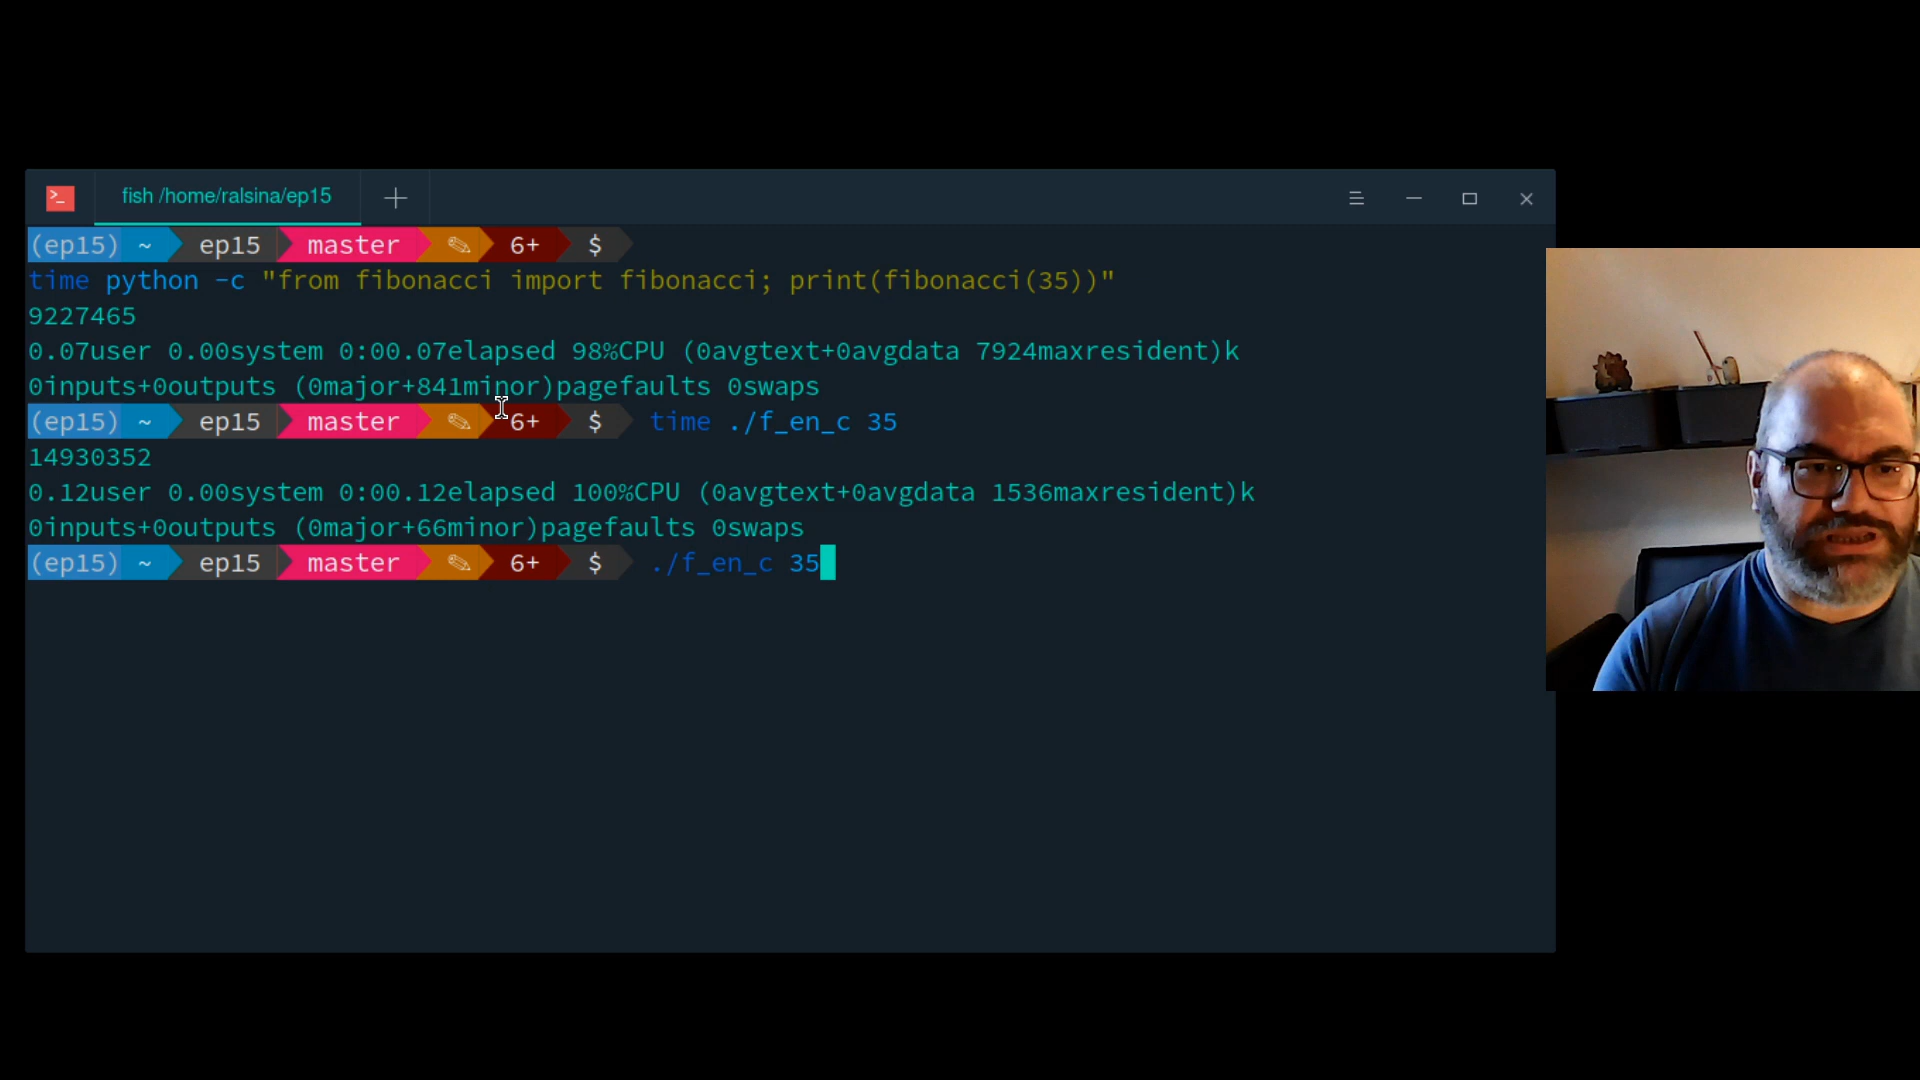 fish /home/ralsina/ep15
(ep15) ~ ep15 master ✎ 6+ $
time python -c "from fibonacci import fibonacci; print(fibonacci(35))"
9227465
0.07user 0.00system 0:00.07elapsed 98%CPU (0avgtext+0avgdata 7924maxresident)k
0inputs+0outputs (0major+841minor)pagefaults 0swaps
(ep15) ~ ep15 master ✎ 6+ $ time ./f_en_c 35
14930352
0.12user 0.00system 0:00.12elapsed 100%CPU (0avgtext+0avgdata 1536maxresident)k
0inputs+0outputs (0major+66minor)pagefaults 0swaps
(ep15) ~ ep15 master ✎ 6+ $ ./f_en_c 35